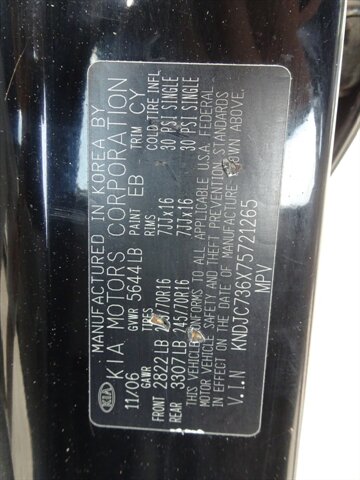 MANUFACTURED IN KOREA BY
KIA KIA MOTORS CORPORATION
11/06 GVWR 5644LB PAINT EB TRIM CY
GAWR TIRES RIMS COLD TIRE INFL.
FRONT 2822LB 245/70R16 7JJx16 30 PSI SINGLE
REAR 3307LB 245/70R16 7JJx16 30 PSI SINGLE
THIS VEHICLE CONFORMS TO ALL APPLICABLE U.S.A. FEDERAL
MOTOR VEHICLE SAFETY AND THEFT PREVENTION STANDARDS
IN EFFECT ON THE DATE OF MANUFACTURE SHOWN ABOVE.
V.I.N KNDJC736X75721265
MPV